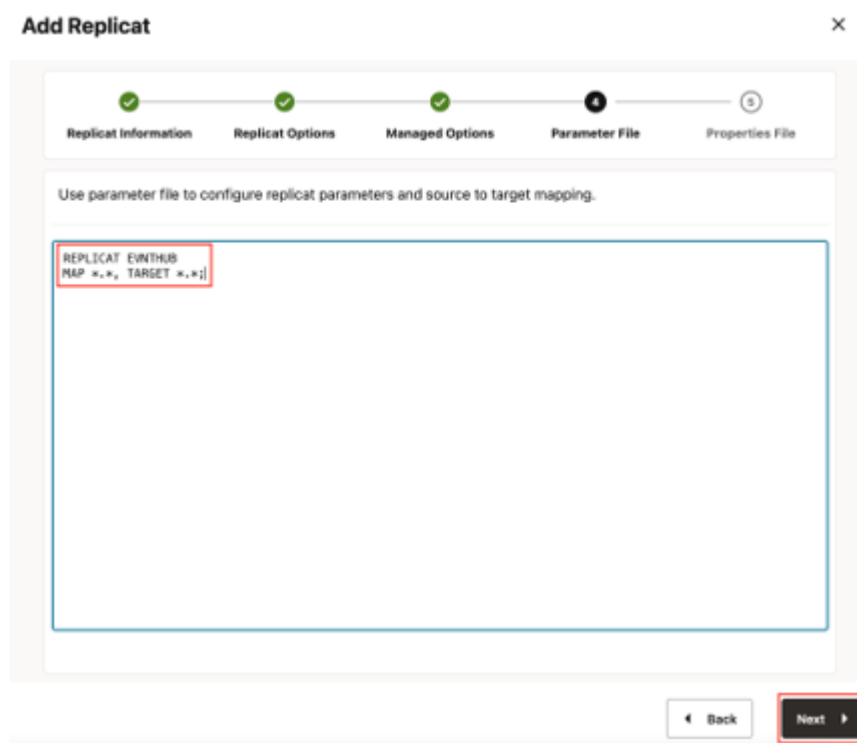 Add Replicat
4
5
Replicat Information
Replicat Options
Managed Options
Parameter File
Properties File
Use parameter file to configure replicat parameters and source to target mapping.
REPLICAT EVNTHUB
MAP *.*, TARGET *.*;
Back
Next